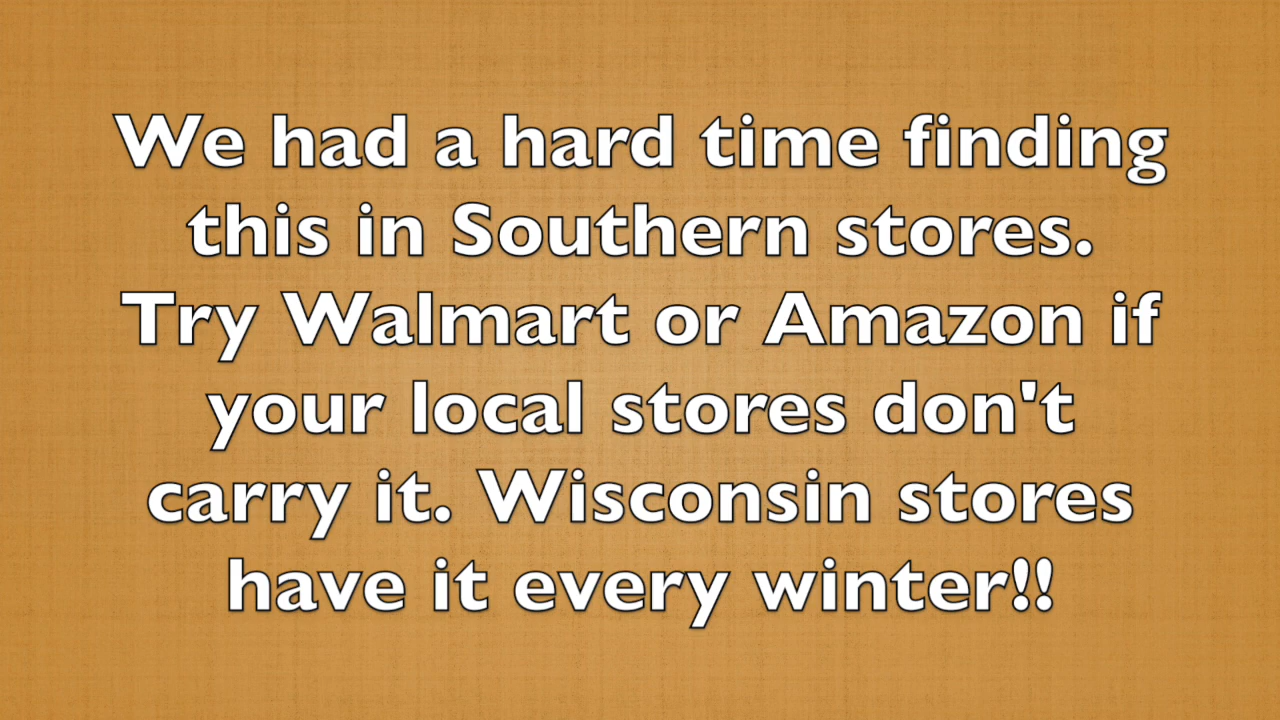 We had a hard time finding
this in Southern stores.
Try Walmart or Amazon if
your local stores don't
carry it. Wisconsin stores
have it every winter!!